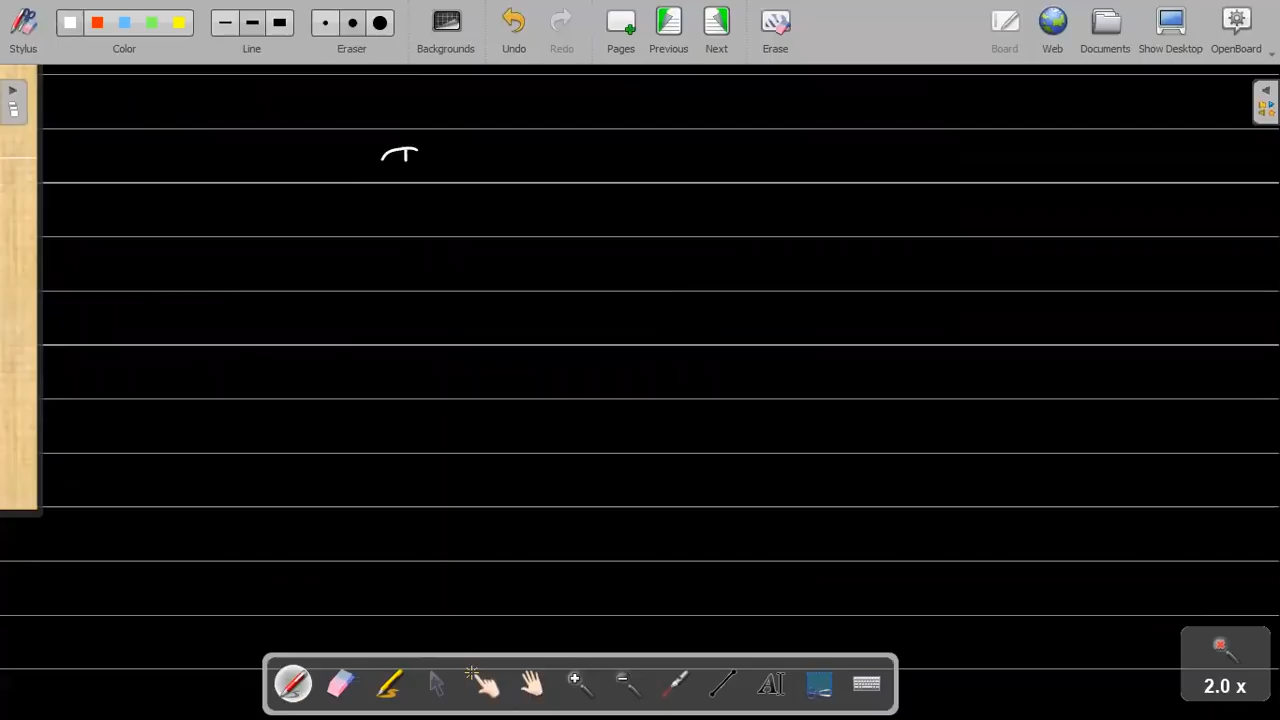 Stylus
Color
Line
Eraser
Backgrounds
Undo
Redo
Pages
Previous
Next
Erase
Board
Web
Documents
Show Desktop
OpenBoard
2.0 x